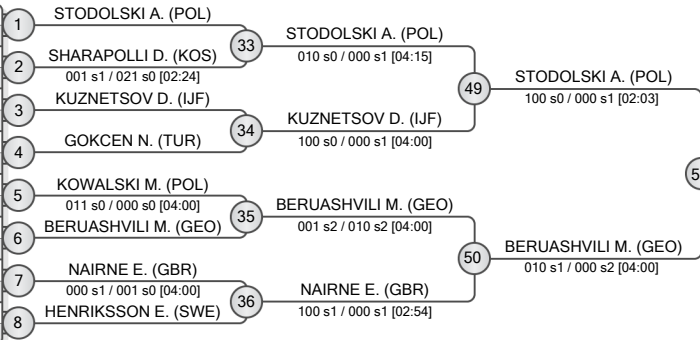 1
STODOLSKI A. (POL)
2
SHARAPOLLI D. (KOS)
001 s1 / 021 s0 [02:24]
3
KUZNETSOV D. (IJF)
4
GOKCEN N. (TUR)
5
KOWALSKI M. (POL)
011 s0 / 000 s0 [04:00]
6
BERUASHVILI M. (GEO)
7
NAIRNE E. (GBR)
000 s1 / 001 s0 [04:00]
8
HENRIKSSON E. (SWE)
33
STODOLSKI A. (POL)
010 s0 / 000 s1 [04:15]
34
KUZNETSOV D. (IJF)
100 s0 / 000 s1 [04:00]
35
BERUASHVILI M. (GEO)
001 s2 / 010 s2 [04:00]
36
NAIRNE E. (GBR)
100 s1 / 000 s1 [02:54]
49
STODOLSKI A. (POL)
100 s0 / 000 s1 [02:03]
50
BERUASHVILI M. (GEO)
010 s1 / 000 s2 [04:00]